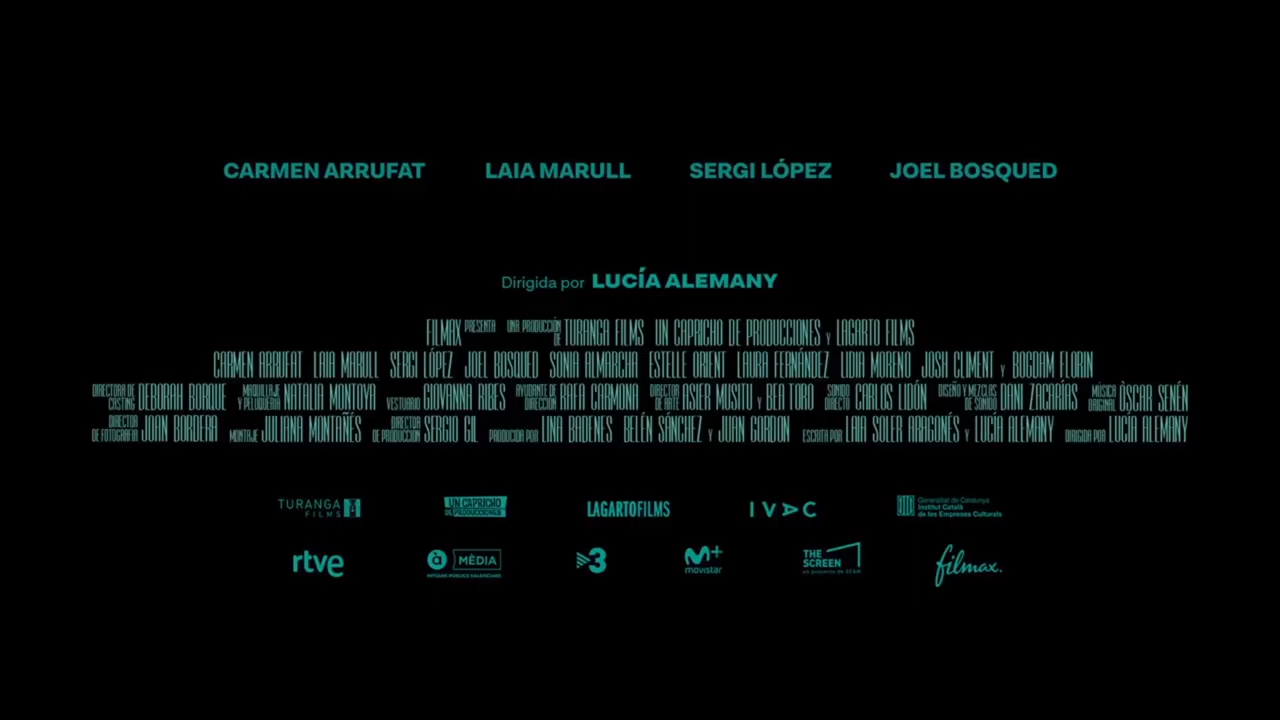 CARMEN ARRUFAT LAIA MARULL SERGI LÓPEZ JOEL BOSQUED
Dirigida por LUCÍA ALEMANY
FILMAX PRESENTA UNA PRODUCCIÓN DE TURANGA FILMS UN CAPRICHO DE PRODUCCIONES Y LAGARTO FILMS
CARMEN ARRUFAT LAIA MARULL SERGI LÓPEZ JOEL BOSQUED SONIA ALMARCHA ESTELLE ORIENT LAURA FERNÁNDEZ LIDIA MORENO JOSH CLIMENT Y BOGDAM FLORIN
DIRECTORA DE CASTING DEBORAH BORQUE MAQUILLAJE Y PELUQUERIA NATALIA MONTOYA VESTUARIO GIOVANNA RIBES AYUDANTE DE DIRECCION RAFA CARMONA DIRECTOR DE ARTE ASIER MUSITU Y BEA TORO SONIDO DIRECTO CARLOS LIDÓN DISEÑO Y MEZCLAS DE SONIDO DANI ZACARÍAS MÚSICA ORIGINAL ÒSCAR SENÉN
DIRECTOR DE FOTOGRAFIA JOAN BORDERA MONTAJE JULIANA MONTAÑÉS DIRECTOR DE PRODUCCION SERGIO GIL PRODUCIDA POR LINA BADENES BELÉN SÁNCHEZ Y JUAN GORDON ESCRITA POR LAIA SOLER ARAGONÉS Y LUCÍA ALEMANY DIRIGIDA POR LUCÍA ALEMANY
TURANGA FILMS UN CAPRICHO DE PRODUCCIONES LAGARTOFILMS IVAC Generalitat de Catalunya Institut Català de les Empreses Culturals
rtve à MÈDIA 3 M+ movistar THE SCREEN filmax.